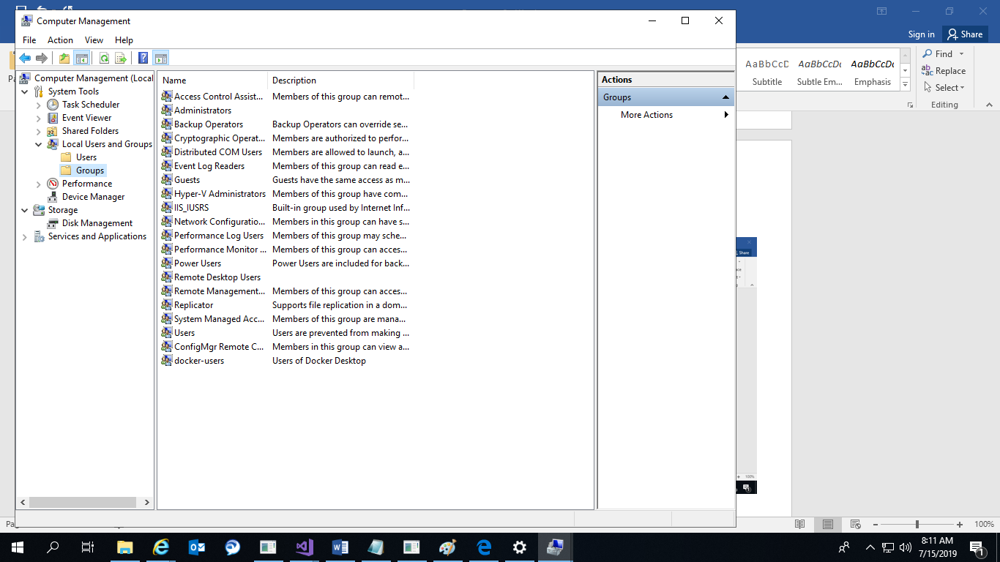 Computer Management
File Action View Help
Sign in Share
Computer Management (Local
System Tools
Task Scheduler
Event Viewer
Shared Folders
Local Users and Groups
Users
Groups
Performance
Device Manager
Storage
Disk Management
Services and Applications
Name Description
Access Control Assist... Members of this group can remot...
Administrators
Backup Operators Backup Operators can override se...
Cryptographic Operat... Members are authorized to perfor...
Distributed COM Users Members are allowed to launch, a...
Event Log Readers Members of this group can read e...
Guests Guests have the same access as m...
Hyper-V Administrators Members of this group have com...
IIS_IUSRS Built-in group used by Internet Inf...
Network Configuratio... Members in this group can have s...
Performance Log Users Members of this group may sche...
Performance Monitor ... Members of this group can acces...
Power Users Power Users are included for back...
Remote Desktop Users
Remote Management... Members of this group can acces...
Replicator Supports file replication in a dom...
System Managed Acc... Members of this group are mana...
Users Users are prevented from making ...
ConfigMgr Remote C... Members in this group can view a...
docker-users Users of Docker Desktop
Actions
Groups
More Actions
AaBbCcD AaBbCcDc AaBbCcDc
Subtitle Subtle Em... Emphasis
Find
Replace
Select
Editing
Share
100%
100%
8:11 AM
7/15/2019
1